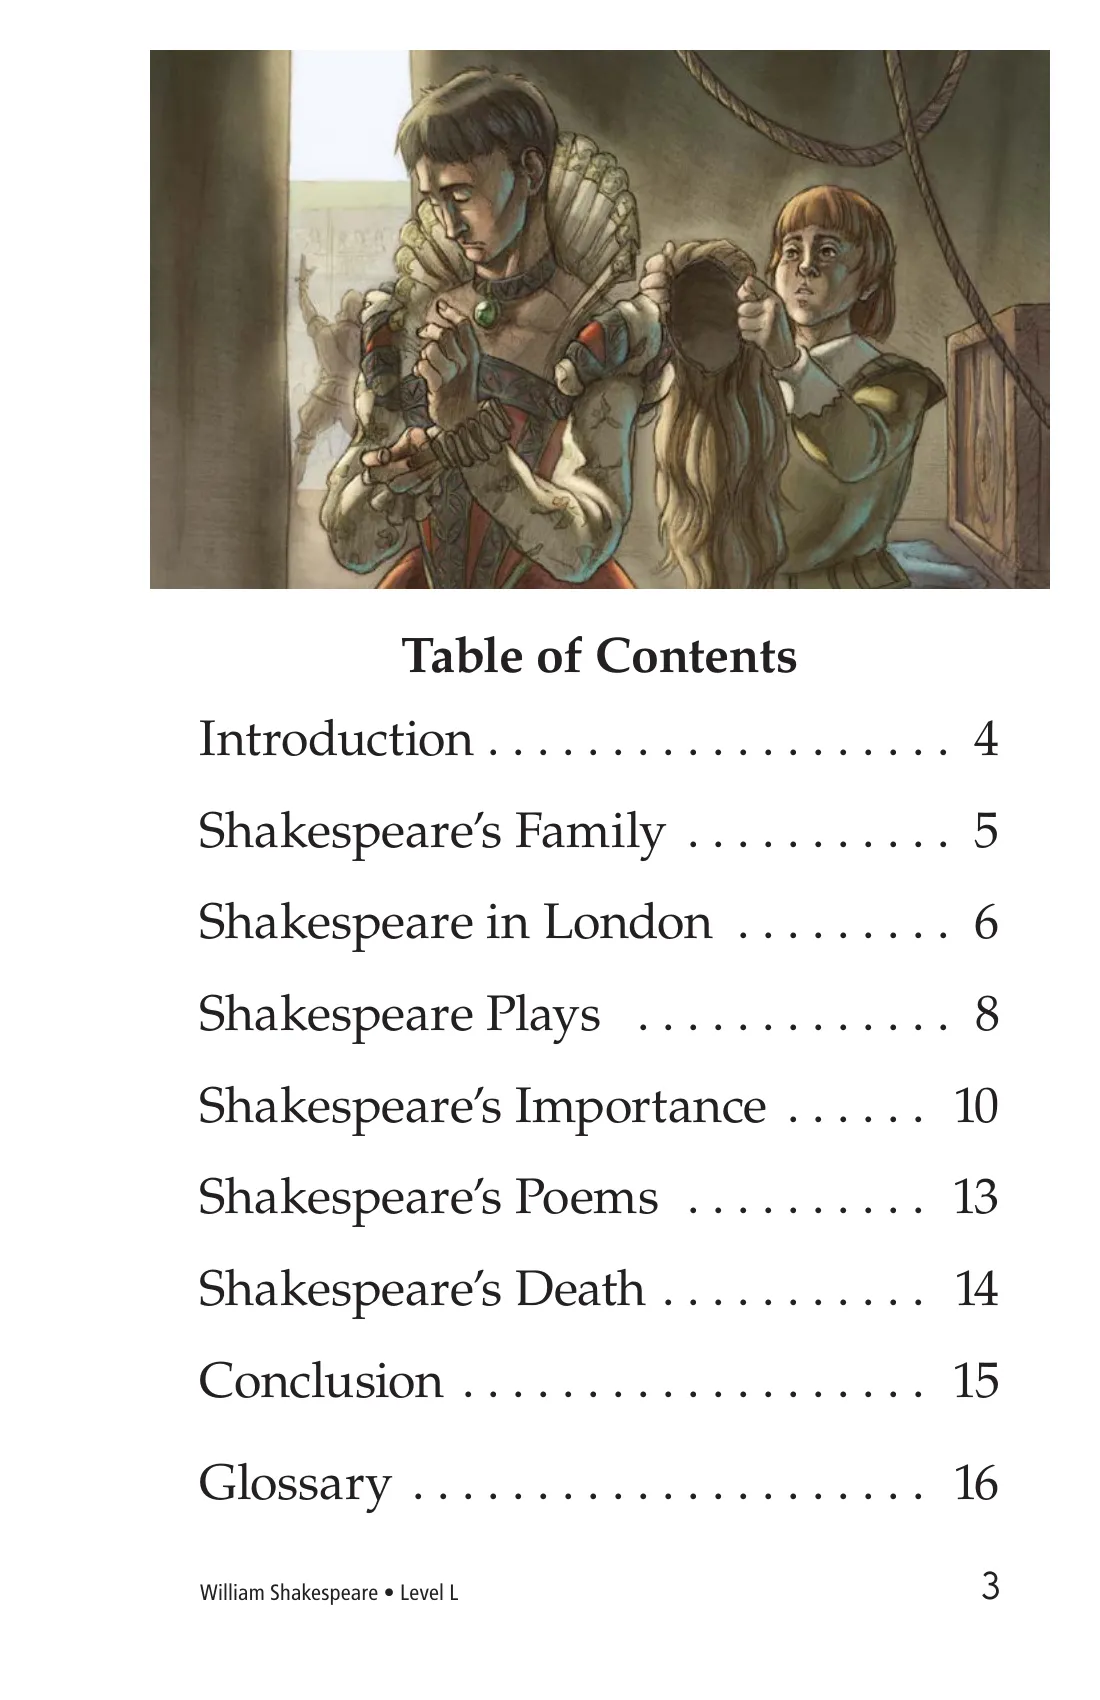 Table of Contents
Introduction . . . . . . . . . . . . . . . . . . . 4
Shakespeare’s Family . . . . . . . . . . . 5
Shakespeare in London . . . . . . . . . 6
Shakespeare Plays . . . . . . . . . . . . . 8
Shakespeare’s Importance . . . . . . 10
Shakespeare’s Poems . . . . . . . . . . 13
Shakespeare’s Death . . . . . . . . . . . 14
Conclusion . . . . . . . . . . . . . . . . . . . 15
Glossary . . . . . . . . . . . . . . . . . . . . . 16
William Shakespeare • Level L 3